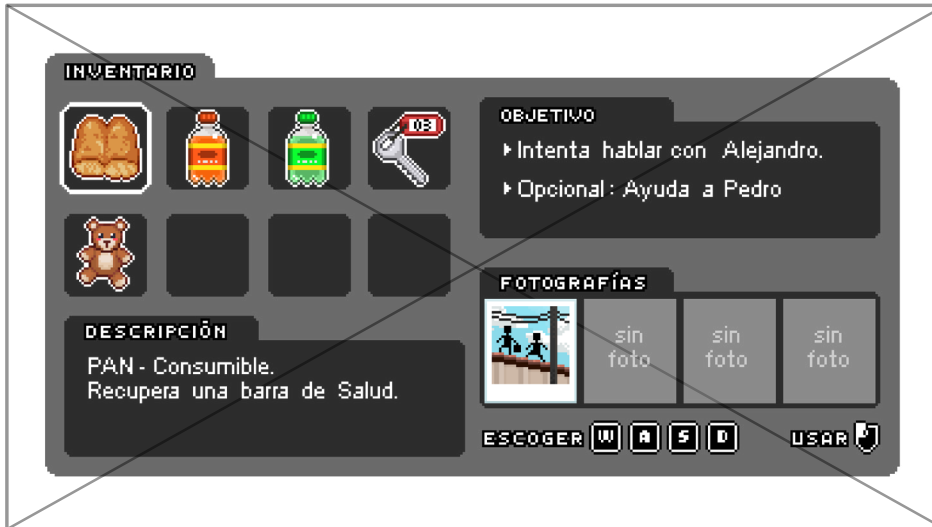 INVENTARIO
03
OBJETIVO
Intenta hablar con Alejandro.
Opcional: Ayuda a Pedro
FOTOGRAFÍAS
sin foto
sin foto
sin foto
DESCRIPCIÓN
PAN - Consumible.
Recupera una barra de Salud.
ESCOGER W A S D
USAR